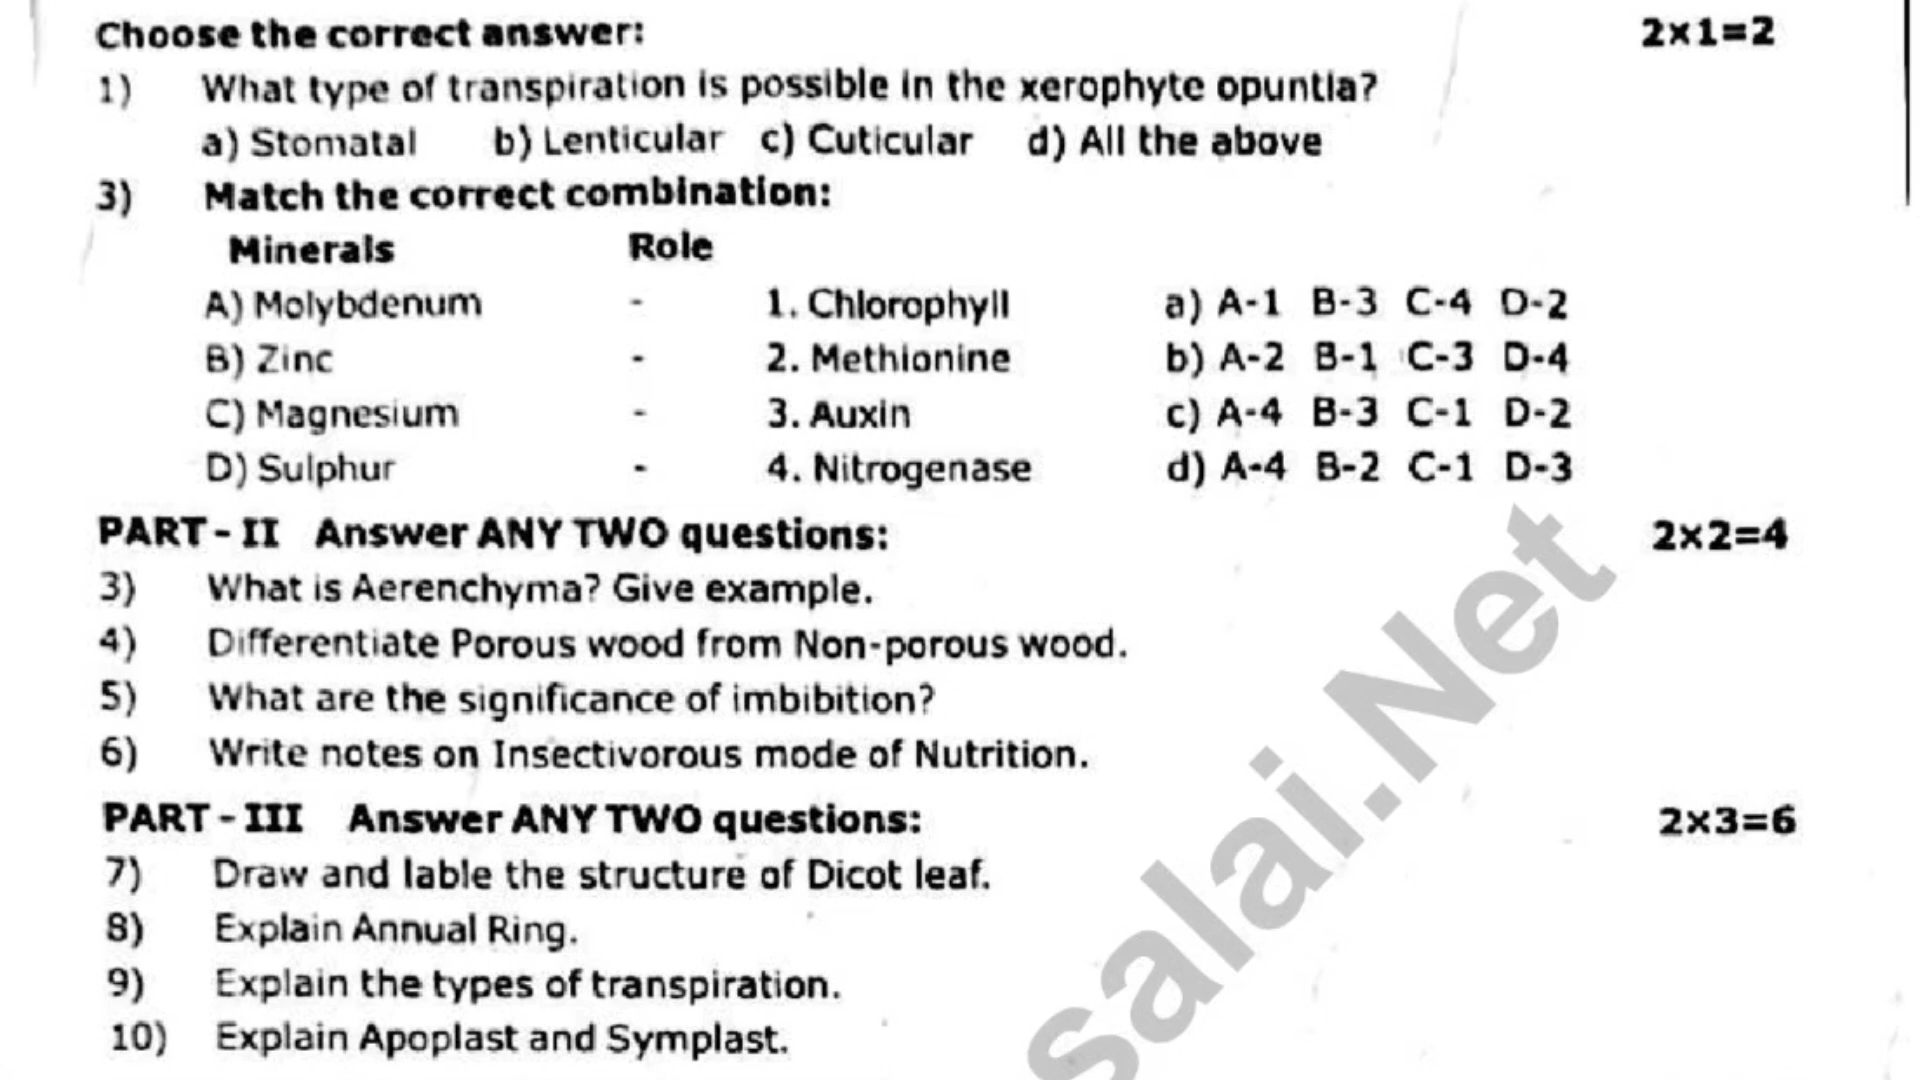 Choose the correct answer: 2×1=2
1) What type of transpiration is possible in the xerophyte opuntia?
a) Stomatal b) Lenticular c) Cuticular d) All the above
3) Match the correct combination:
Minerals Role
A) Molybdenum - 1. Chlorophyll a) A-1 B-3 C-4 D-2
B) Zinc - 2. Methionine b) A-2 B-1 C-3 D-4
C) Magnesium - 3. Auxin c) A-4 B-3 C-1 D-2
D) Sulphur - 4. Nitrogenase d) A-4 B-2 C-1 D-3
PART - II Answer ANY TWO questions: 2×2=4
3) What is Aerenchyma? Give example.
4) Differentiate Porous wood from Non-porous wood.
5) What are the significance of imbibition?
6) Write notes on Insectivorous mode of Nutrition.
PART - III Answer ANY TWO questions: 2×3=6
7) Draw and lable the structure of Dicot leaf.
8) Explain Annual Ring.
9) Explain the types of transpiration.
10) Explain Apoplast and Symplast.
salai.Net